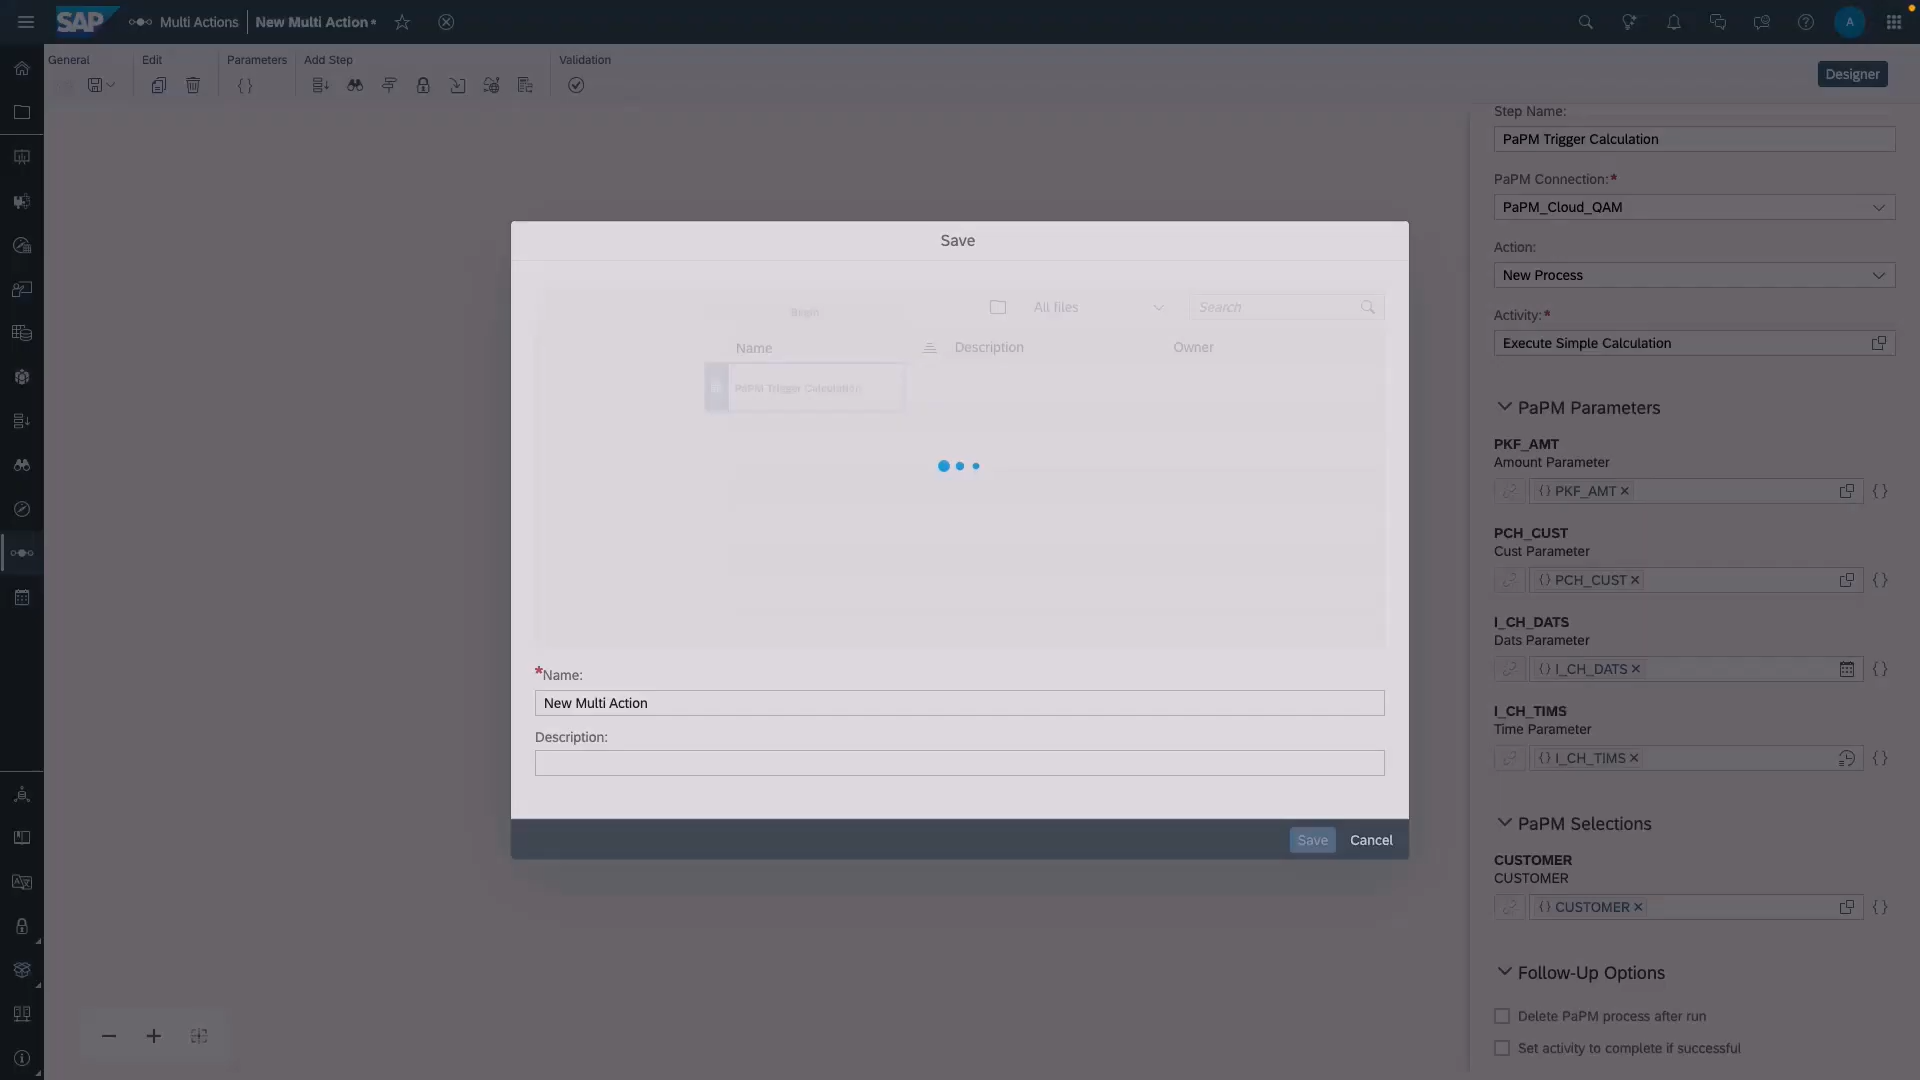 SAP Multi Actions New Multi Action*
A
General Edit Parameters Add Step Validation
Designer
Step Name:
PaPM Trigger Calculation
PaPM Connection:*
PaPM_Cloud_QAM
Action:
New Process
Activity:*
Execute Simple Calculation
PaPM Parameters
PKF_AMT
Amount Parameter
PKF_AMT
PCH_CUST
Cust Parameter
PCH_CUST
I_CH_DATS
Dats Parameter
I_CH_DATS
I_CH_TIMS
Time Parameter
I_CH_TIMS
PaPM Selections
CUSTOMER
CUSTOMER
CUSTOMER
Follow-Up Options
Delete PaPM process after run
Set activity to complete if successful
Save
Begin
All files Search
Name Description Owner
PaPM Trigger Calculation
*Name:
New Multi Action
Description:
Save Cancel